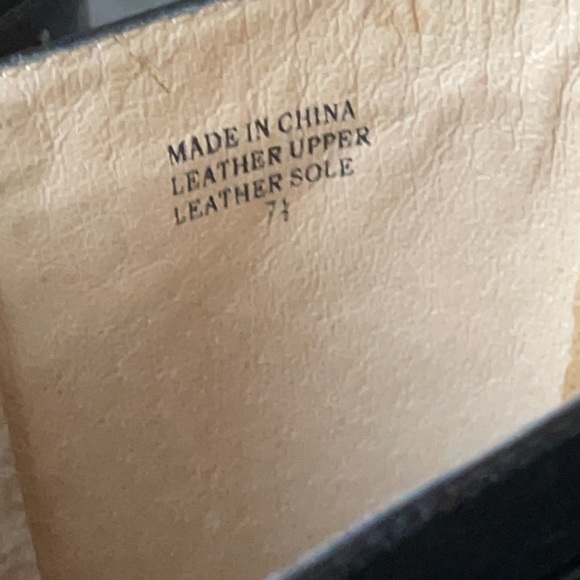 MADE IN CHINA
LEATHER UPPER
LEATHER SOLE
7½